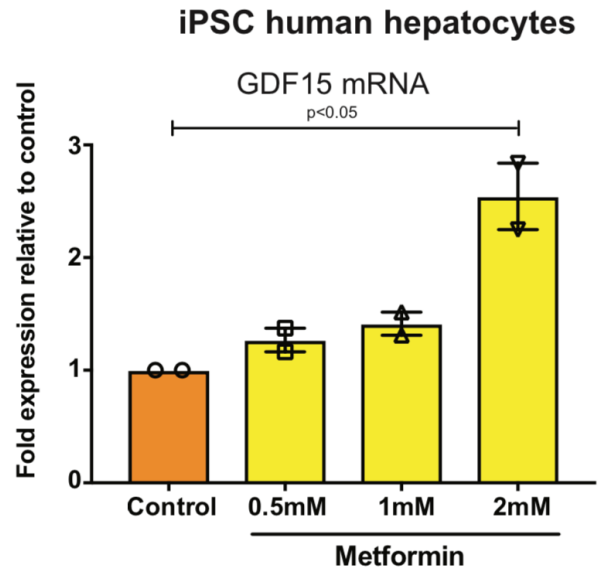 iPSC human hepatocytes
GDF15 mRNA
p<0.05
Fold expression relative to control
3
2
1
0
Control 0.5mM 1mM 2mM
Metformin